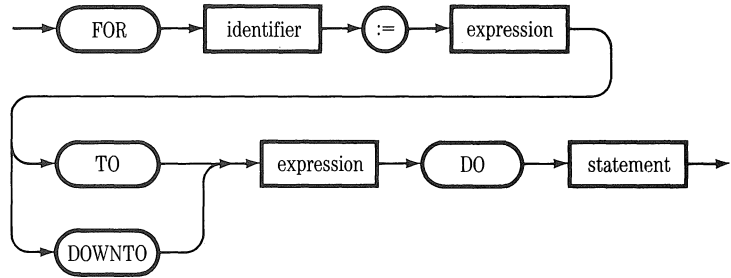 FOR identifier := expression
TO expression DO statement
DOWNTO